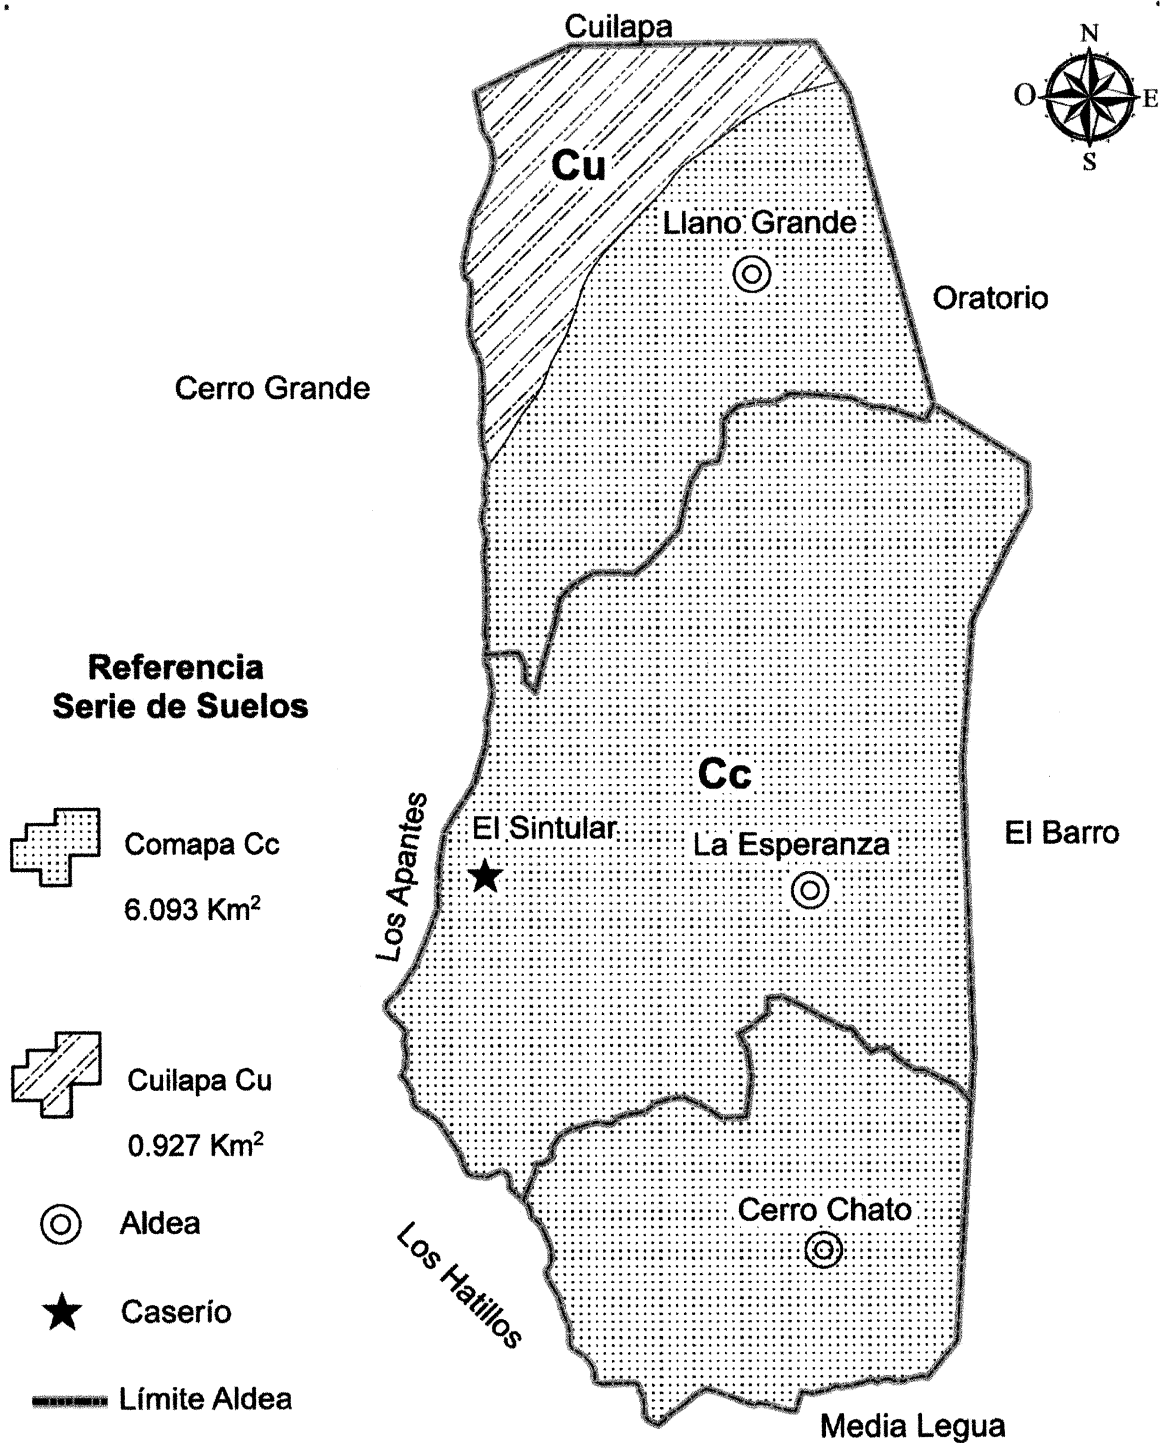 Cuilapa
N
O
E
S
Cu
Llano Grande
Oratorio
Cerro Grande
Referencia
Serie de Suelos
Cc
El Sintular
Los Apantes
La Esperanza
El Barro
Comapa Cc
6.093 Km²
Cuilapa Cu
0.927 Km²
Cerro Chato
Aldea
Los Hatillos
Caserío
Límite Aldea
Media Legua